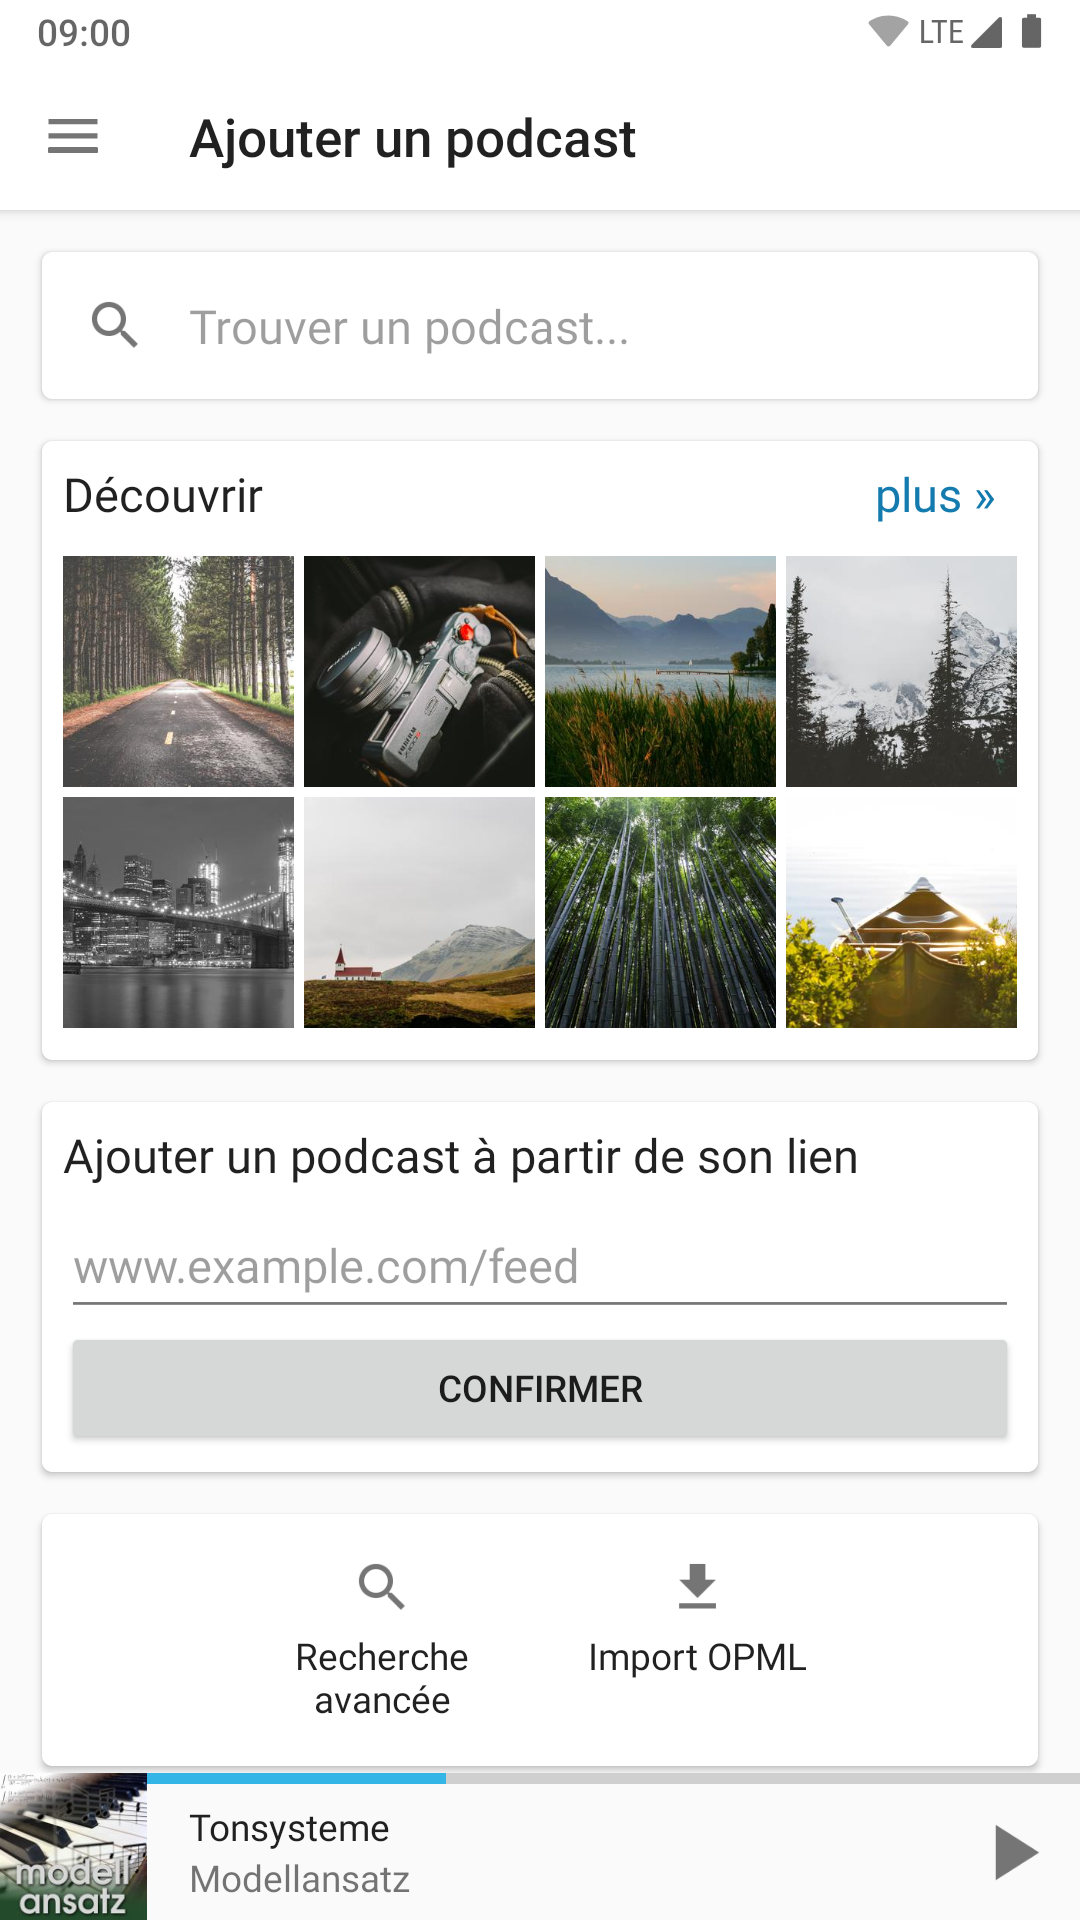 09:00
LTE
Ajouter un podcast
Trouver un podcast...
Découvrir
plus »
Ajouter un podcast à partir de son lien
www.example.com/feed
CONFIRMER
Recherche
avancée
Import OPML
modell
ansatz
Tonsysteme
Modellansatz